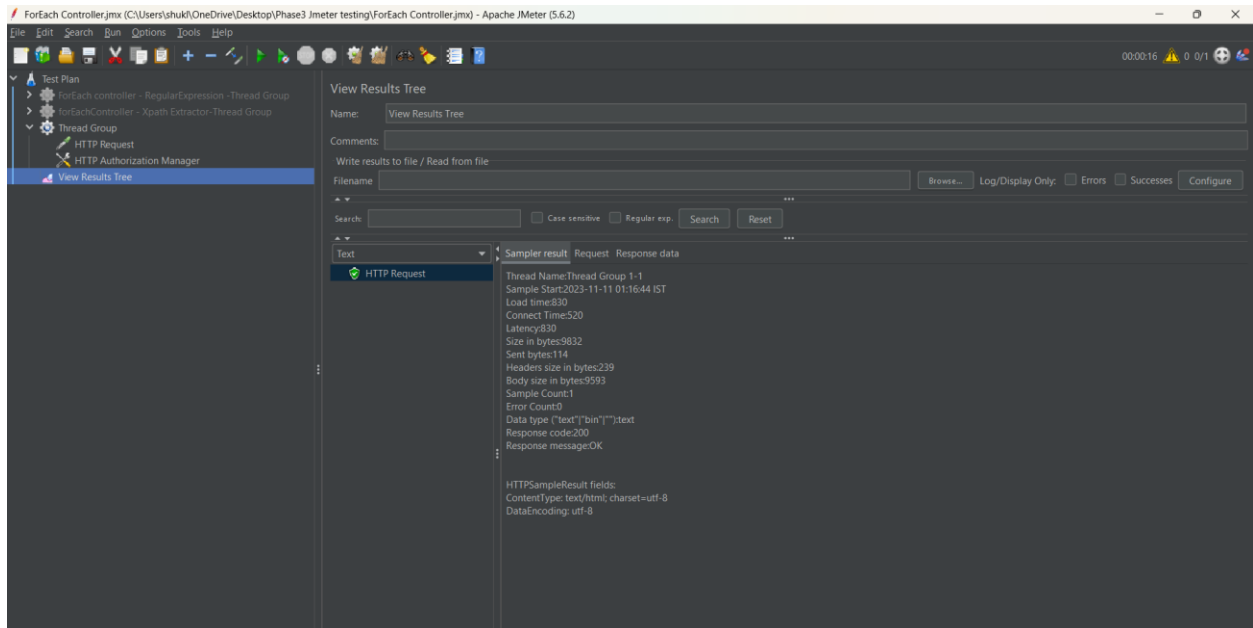 ForEach Controller.jmx (C:\Users\shukl\OneDrive\Desktop\Phase3 Jmeter testing\ForEach Controller.jmx) - Apache JMeter (5.6.2)
File Edit Search Run Options Tools Help
00:00:16 0 0/1
Test Plan
ForEach controller - RegularExpression -Thread Group
forEachController - Xpath Extractor-Thread Group
Thread Group
HTTP Request
HTTP Authorization Manager
View Results Tree
View Results Tree
Name: View Results Tree
Comments:
Write results to file / Read from file
Filename Browse... Log/Display Only: Errors Successes Configure
Search: Case sensitive Regular exp. Search Reset
Text
HTTP Request
Sampler result Request Response data
Thread Name:Thread Group 1-1
Sample Start:2023-11-11 01:16:44 IST
Load time:830
Connect Time:520
Latency:830
Size in bytes:9832
Sent bytes:114
Headers size in bytes:239
Body size in bytes:9593
Sample Count:1
Error Count:0
Data type ("text"|"bin"|""):text
Response code:200
Response message:OK
HTTPSampleResult fields:
ContentType: text/html; charset=utf-8
DataEncoding: utf-8